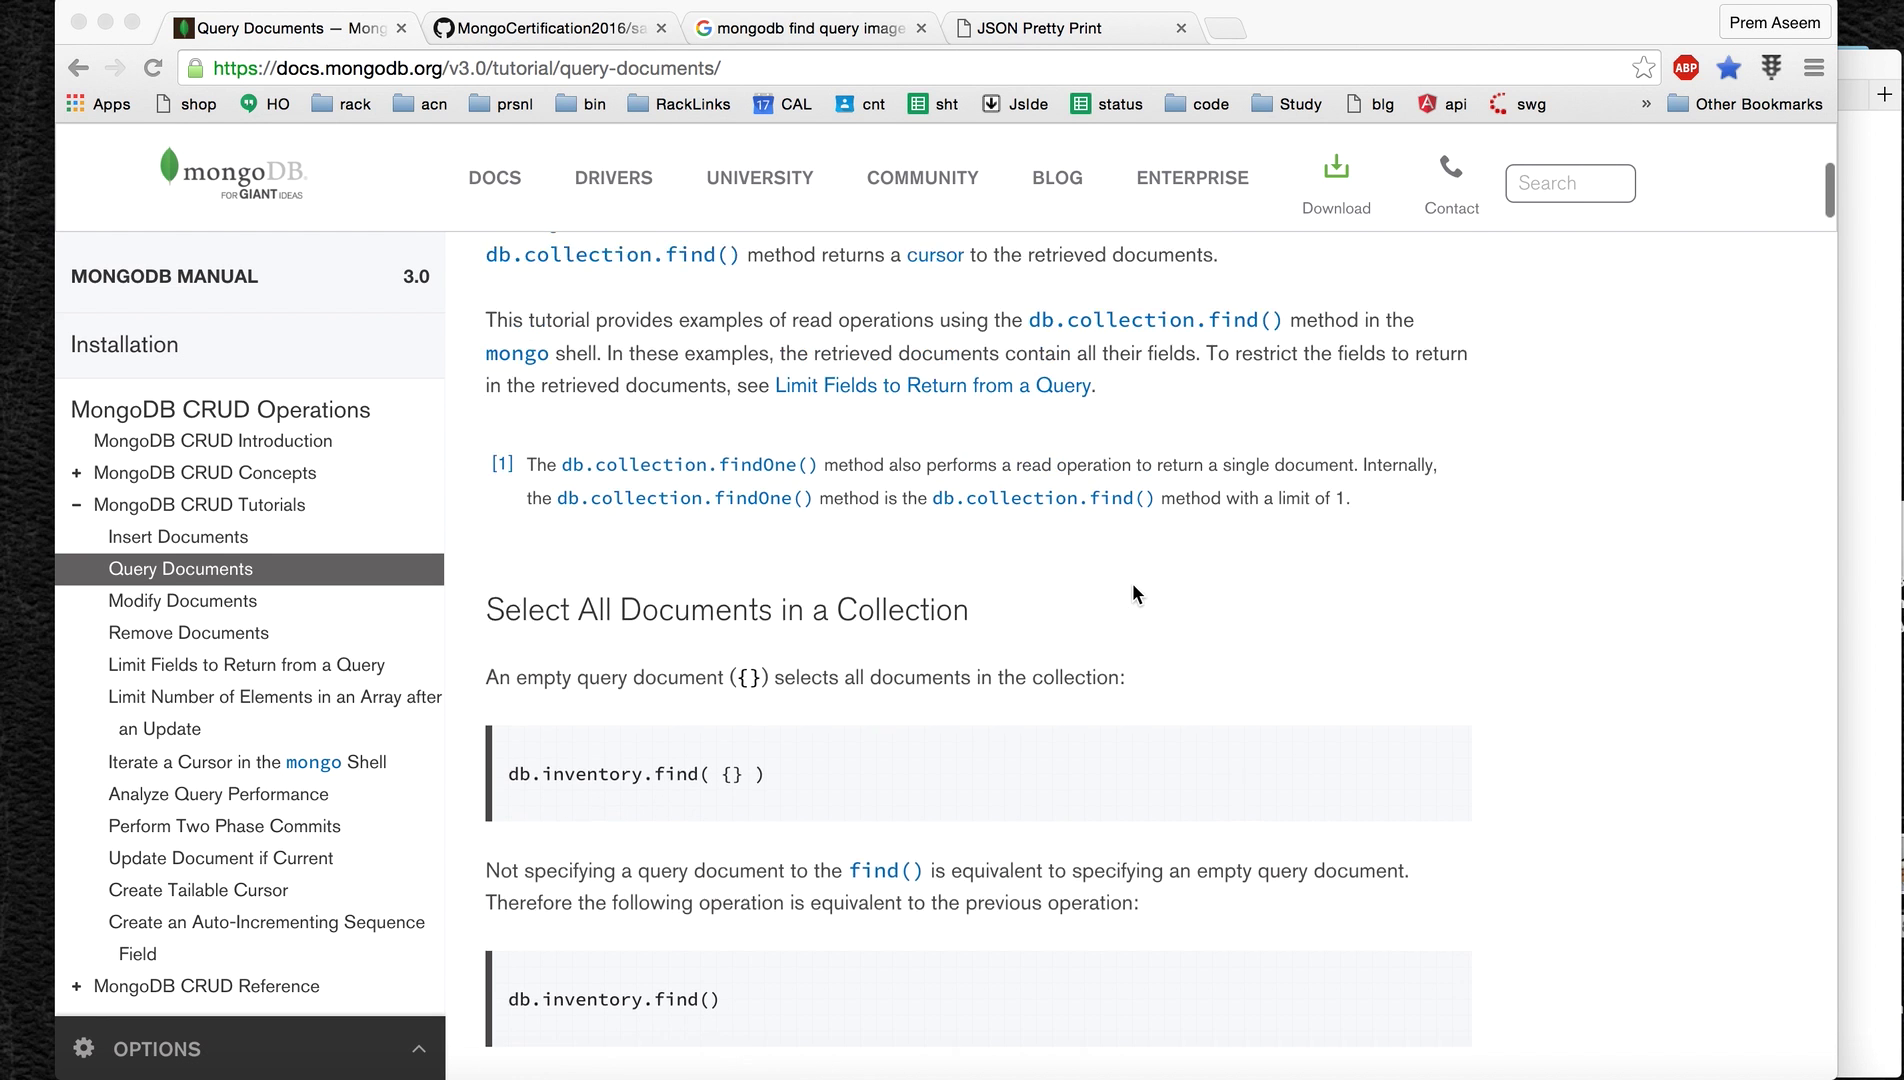 Query Documents — Mong
MongoCertification2016/sa
mongodb find query image
JSON Pretty Print
Prem Aseem
https://docs.mongodb.org/v3.0/tutorial/query-documents/
ABP
Apps shop HO rack acn prsnl bin RackLinks 17 CAL cnt sht JsIde status code Study blg api swg » Other Bookmarks
mongoDB.
FOR GIANT IDEAS
DOCS DRIVERS UNIVERSITY COMMUNITY BLOG ENTERPRISE
Download
Contact
Search
MONGODB MANUAL 3.0
Installation
MongoDB CRUD Operations
MongoDB CRUD Introduction
+ MongoDB CRUD Concepts
– MongoDB CRUD Tutorials
Insert Documents
Query Documents
Modify Documents
Remove Documents
Limit Fields to Return from a Query
Limit Number of Elements in an Array after
an Update
Iterate a Cursor in the mongo Shell
Analyze Query Performance
Perform Two Phase Commits
Update Document if Current
Create Tailable Cursor
Create an Auto-Incrementing Sequence
Field
+ MongoDB CRUD Reference
OPTIONS
db.collection.find() method returns a cursor to the retrieved documents.
This tutorial provides examples of read operations using the db.collection.find() method in the
mongo shell. In these examples, the retrieved documents contain all their fields. To restrict the fields to return
in the retrieved documents, see Limit Fields to Return from a Query.
[1] The db.collection.findOne() method also performs a read operation to return a single document. Internally,
the db.collection.findOne() method is the db.collection.find() method with a limit of 1.
Select All Documents in a Collection
An empty query document ({}) selects all documents in the collection:
db.inventory.find( {} )
Not specifying a query document to the find() is equivalent to specifying an empty query document.
Therefore the following operation is equivalent to the previous operation:
db.inventory.find()